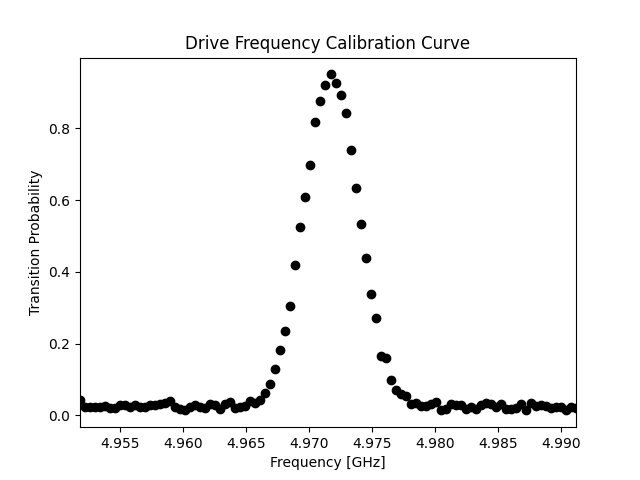 Drive Frequency Calibration Curve
Transition Probability
0.8
0.6
0.4
0.2
0.0
4.955 4.960 4.965 4.970 4.975 4.980 4.985 4.990
Frequency [GHz]